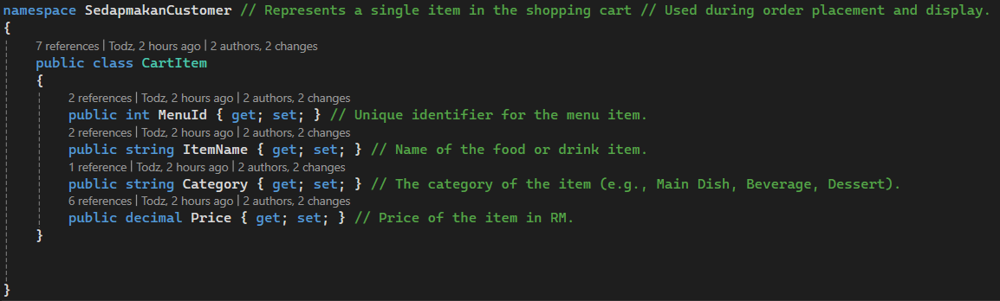 namespace SedapmakanCustomer // Represents a single item in the shopping cart // Used during order placement and display.
{
7 references | Todz, 2 hours ago | 2 authors, 2 changes
public class CartItem
{
2 references | Todz, 2 hours ago | 2 authors, 2 changes
public int MenuId { get; set; } // Unique identifier for the menu item.
2 references | Todz, 2 hours ago | 2 authors, 2 changes
public string ItemName { get; set; } // Name of the food or drink item.
1 reference | Todz, 2 hours ago | 2 authors, 2 changes
public string Category { get; set; } // The category of the item (e.g., Main Dish, Beverage, Dessert).
6 references | Todz, 2 hours ago | 2 authors, 2 changes
public decimal Price { get; set; } // Price of the item in RM.
}
}